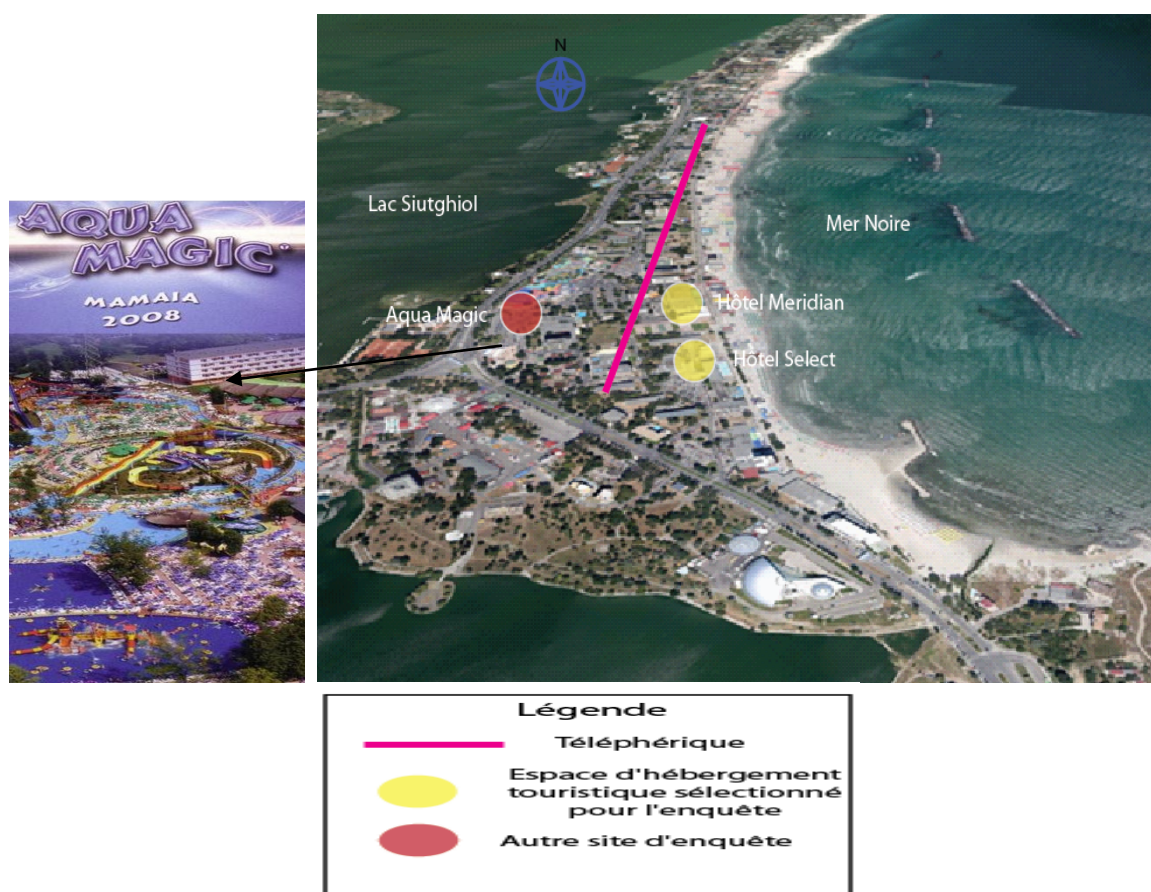 AQUA
MAGIC
MAMAIA
2008
N
Lac Siutghiol
Mer Noire
Aqua Magic
Hôtel Meridian
Hôtel Select
Légende
Téléphérique
Espace d'hébergement
touristique sélectionné
pour l'enquête
Autre site d'enquête